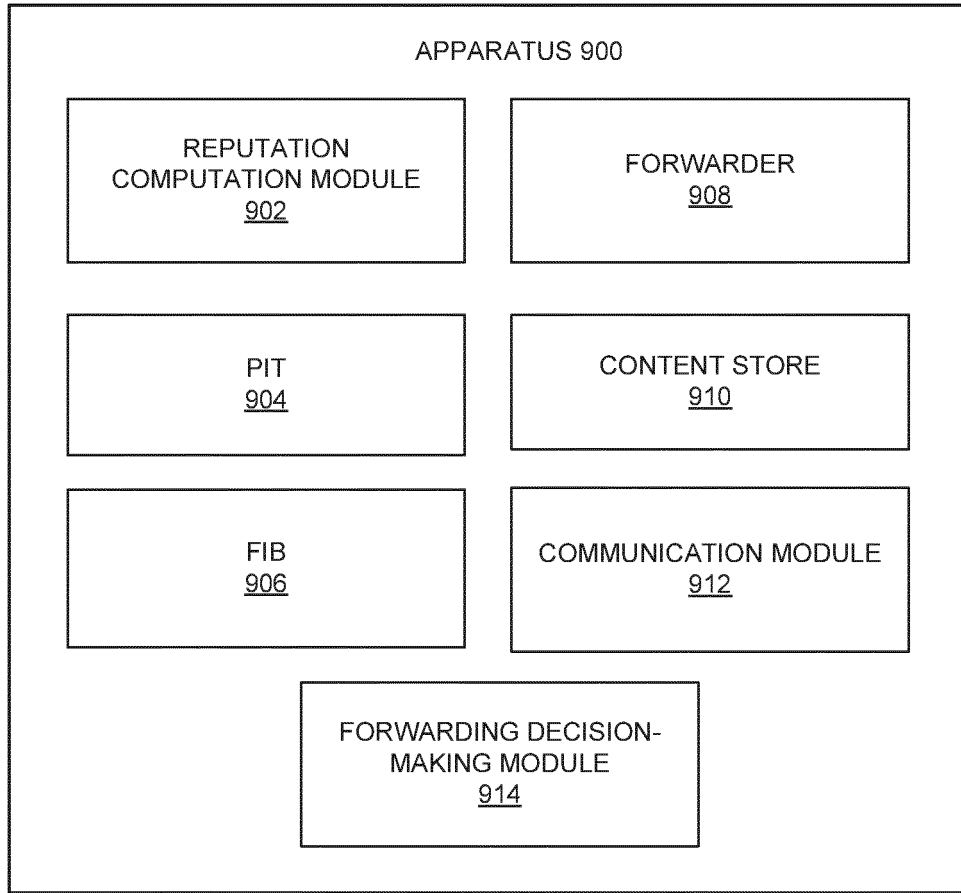 APPARATUS 900
REPUTATION
COMPUTATION MODULE
902
FORWARDER
908
PIT
904
CONTENT STORE
910
FIB
906
COMMUNICATION MODULE
912
FORWARDING DECISION-
MAKING MODULE
914